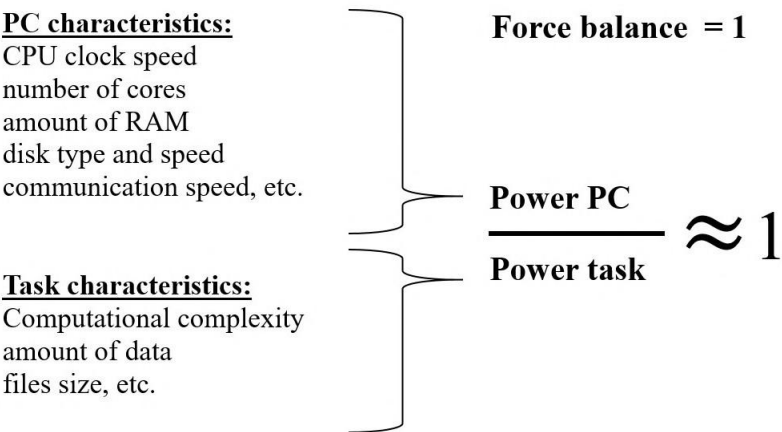 PC characteristics:
CPU clock speed
number of cores
amount of RAM
disk type and speed
communication speed, etc.
Task characteristics:
Computational complexity
amount of data
files size, etc.
Force balance = 1
Power PC
Power task
≈ 1